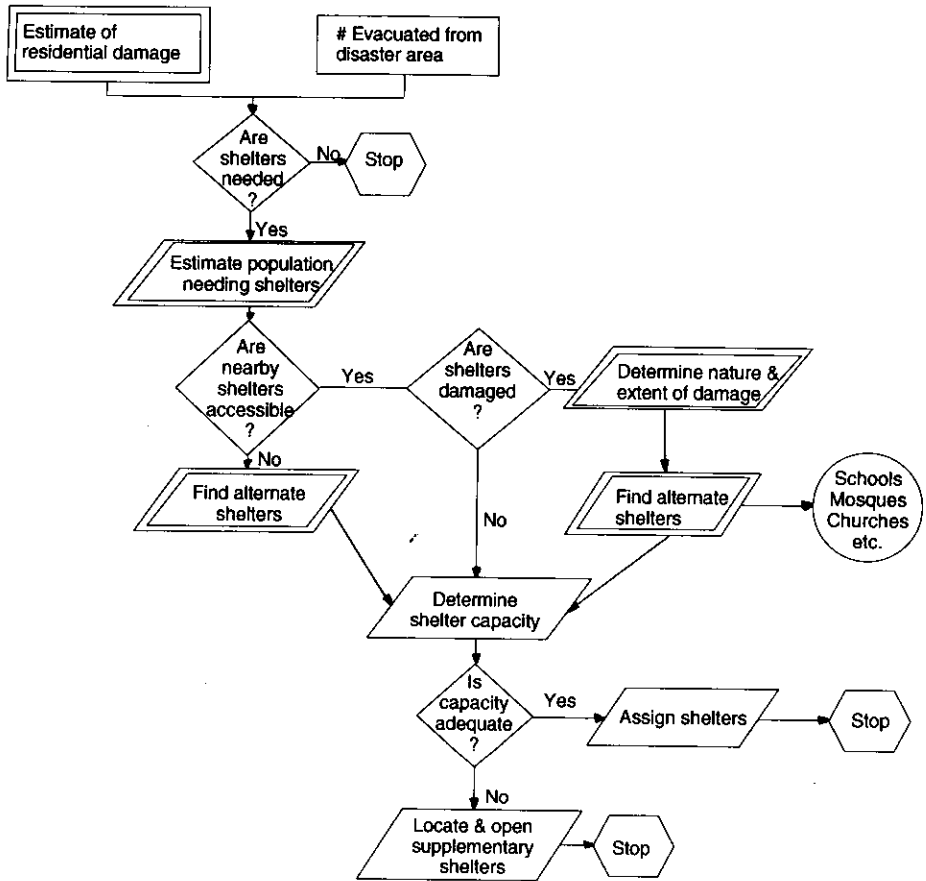 Estimate of
residential damage
# Evacuated from
disaster area
Are
shelters
needed
?
No
Stop
Yes
Estimate population
needing shelters
Are
nearby
shelters
accessible
?
Yes
Are
shelters
damaged
?
Yes
Determine nature &
extent of damage
No
Find alternate
shelters
No
Find alternate
shelters
Schools
Mosques
Churches
etc.
Determine
shelter capacity
Is
capacity
adequate
?
Yes
Assign shelters
Stop
No
Locate & open
supplementary
shelters
Stop